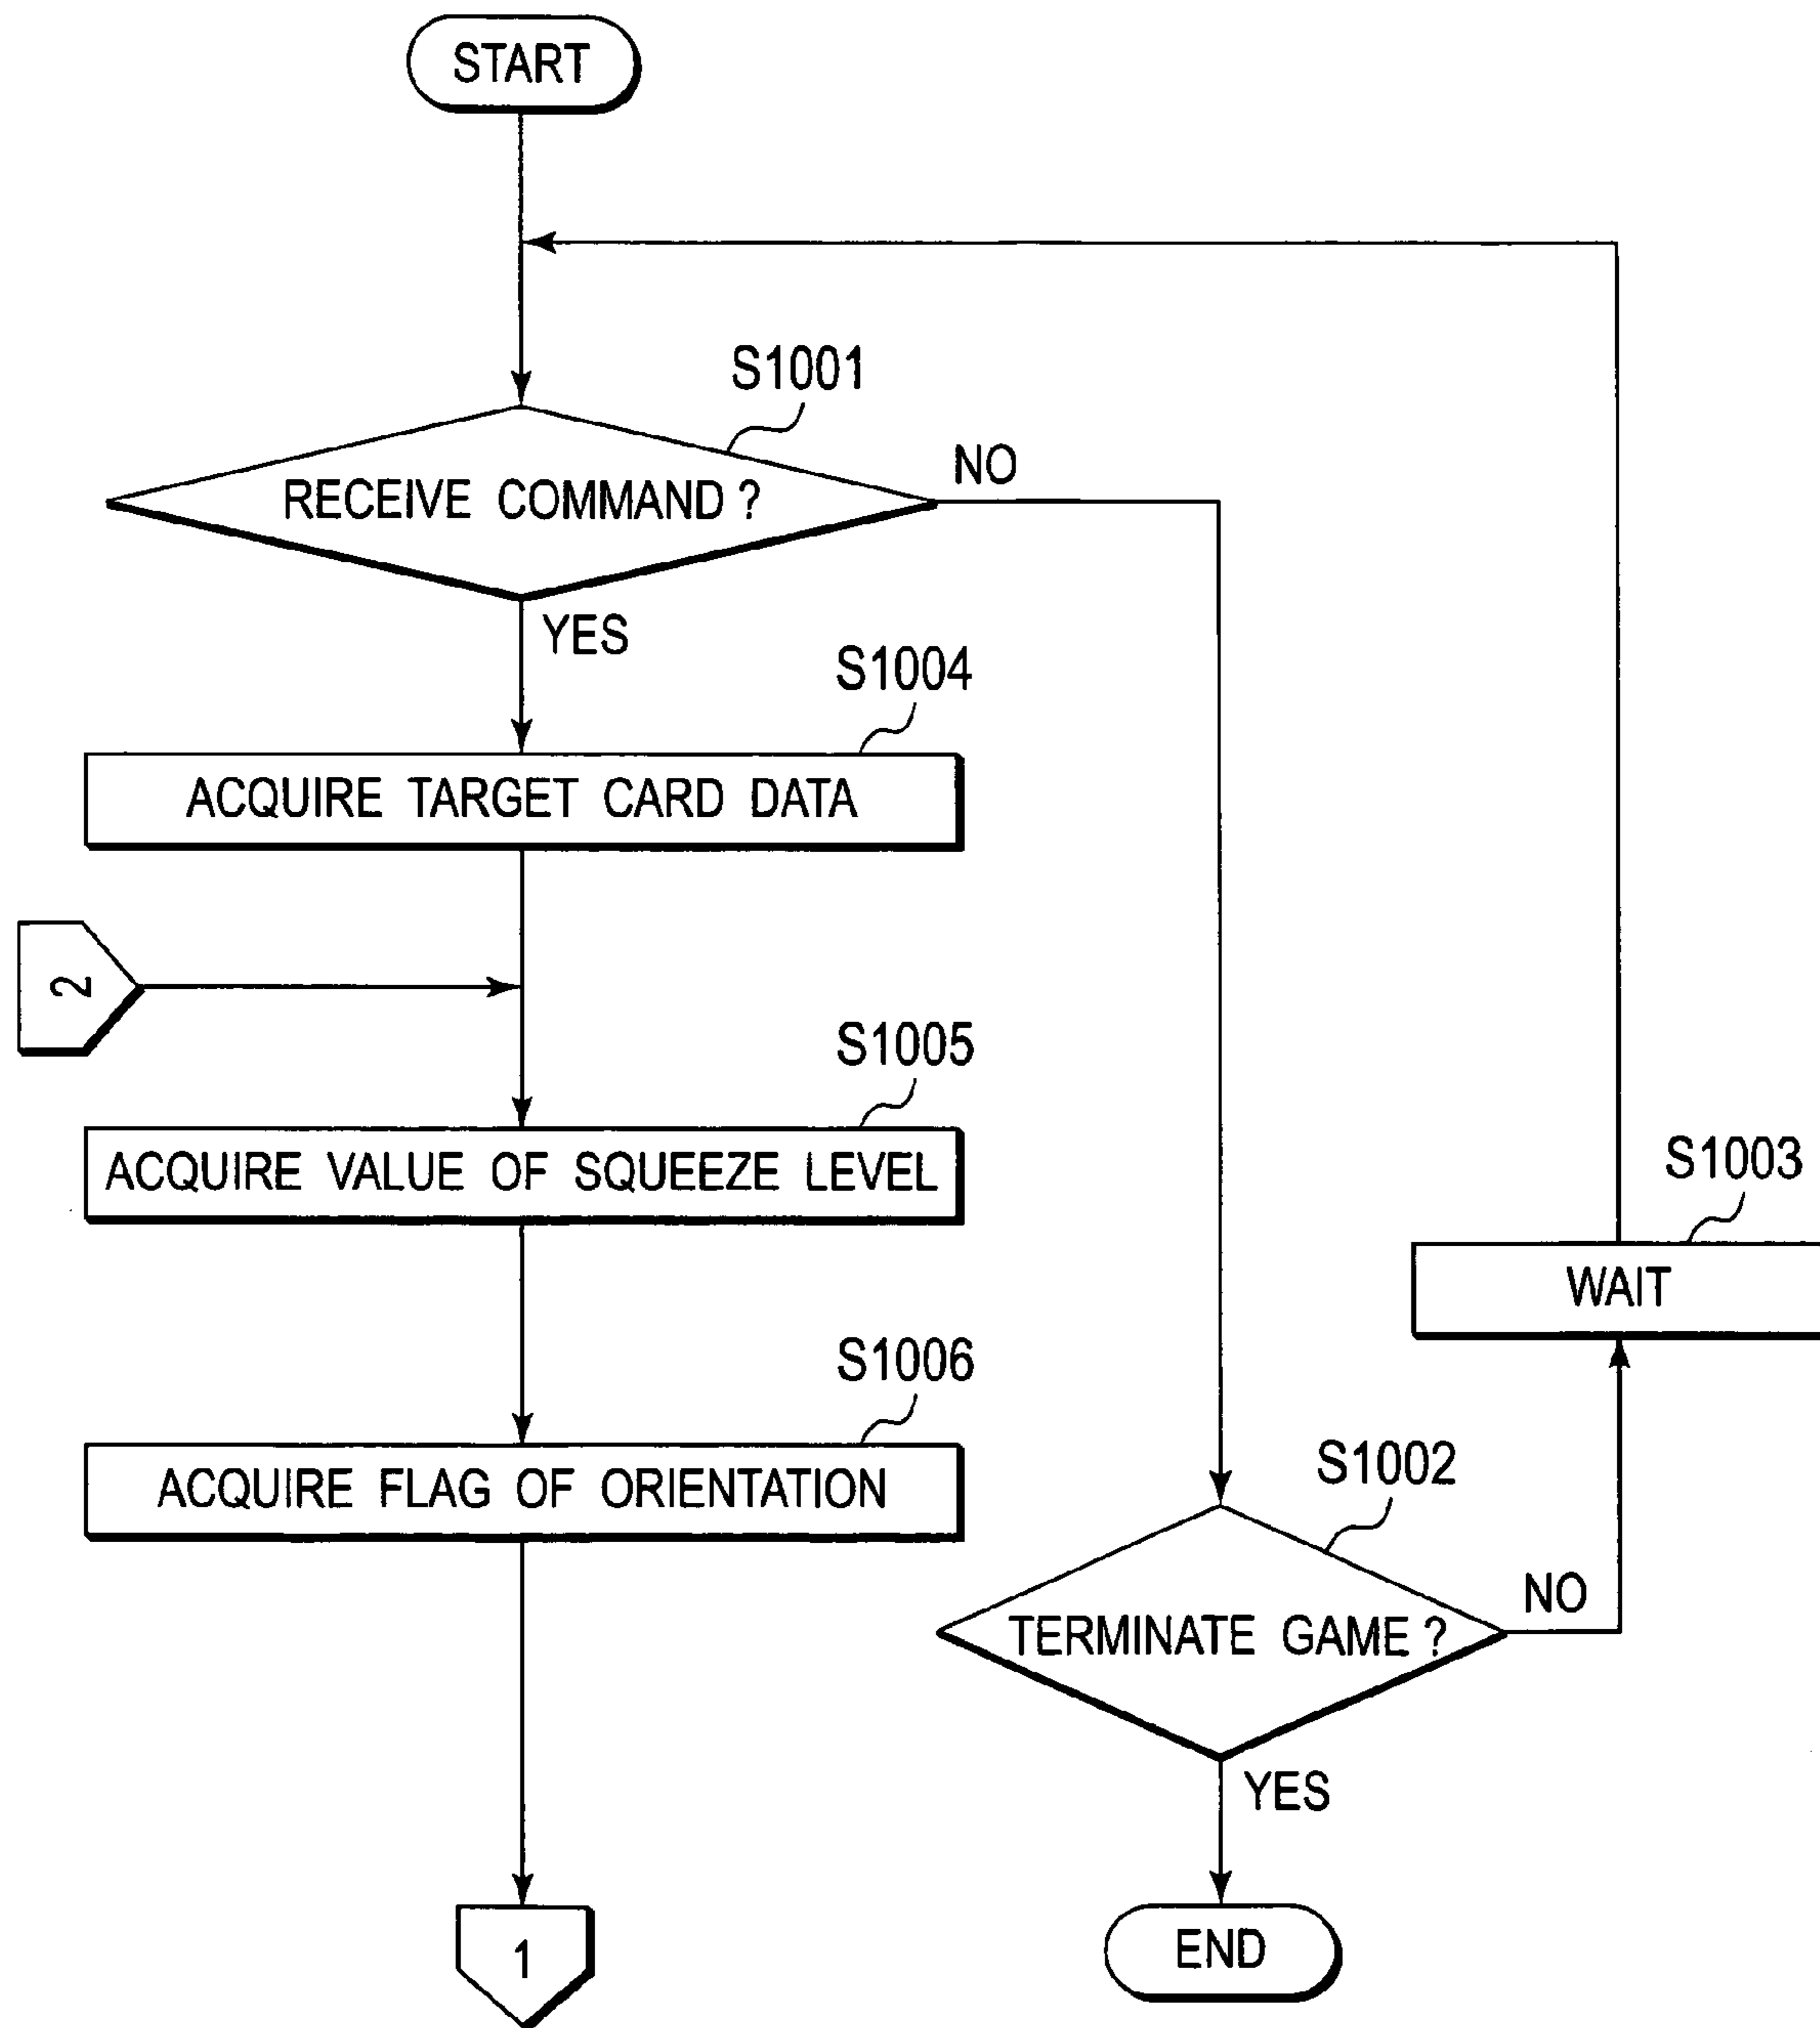 START
S1001
RECEIVE COMMAND ?
NO
YES
S1004
ACQUIRE TARGET CARD DATA
2
S1005
ACQUIRE VALUE OF SQUEEZE LEVEL
S1003
WAIT
S1006
ACQUIRE FLAG OF ORIENTATION
S1002
TERMINATE GAME ?
NO
YES
1
END